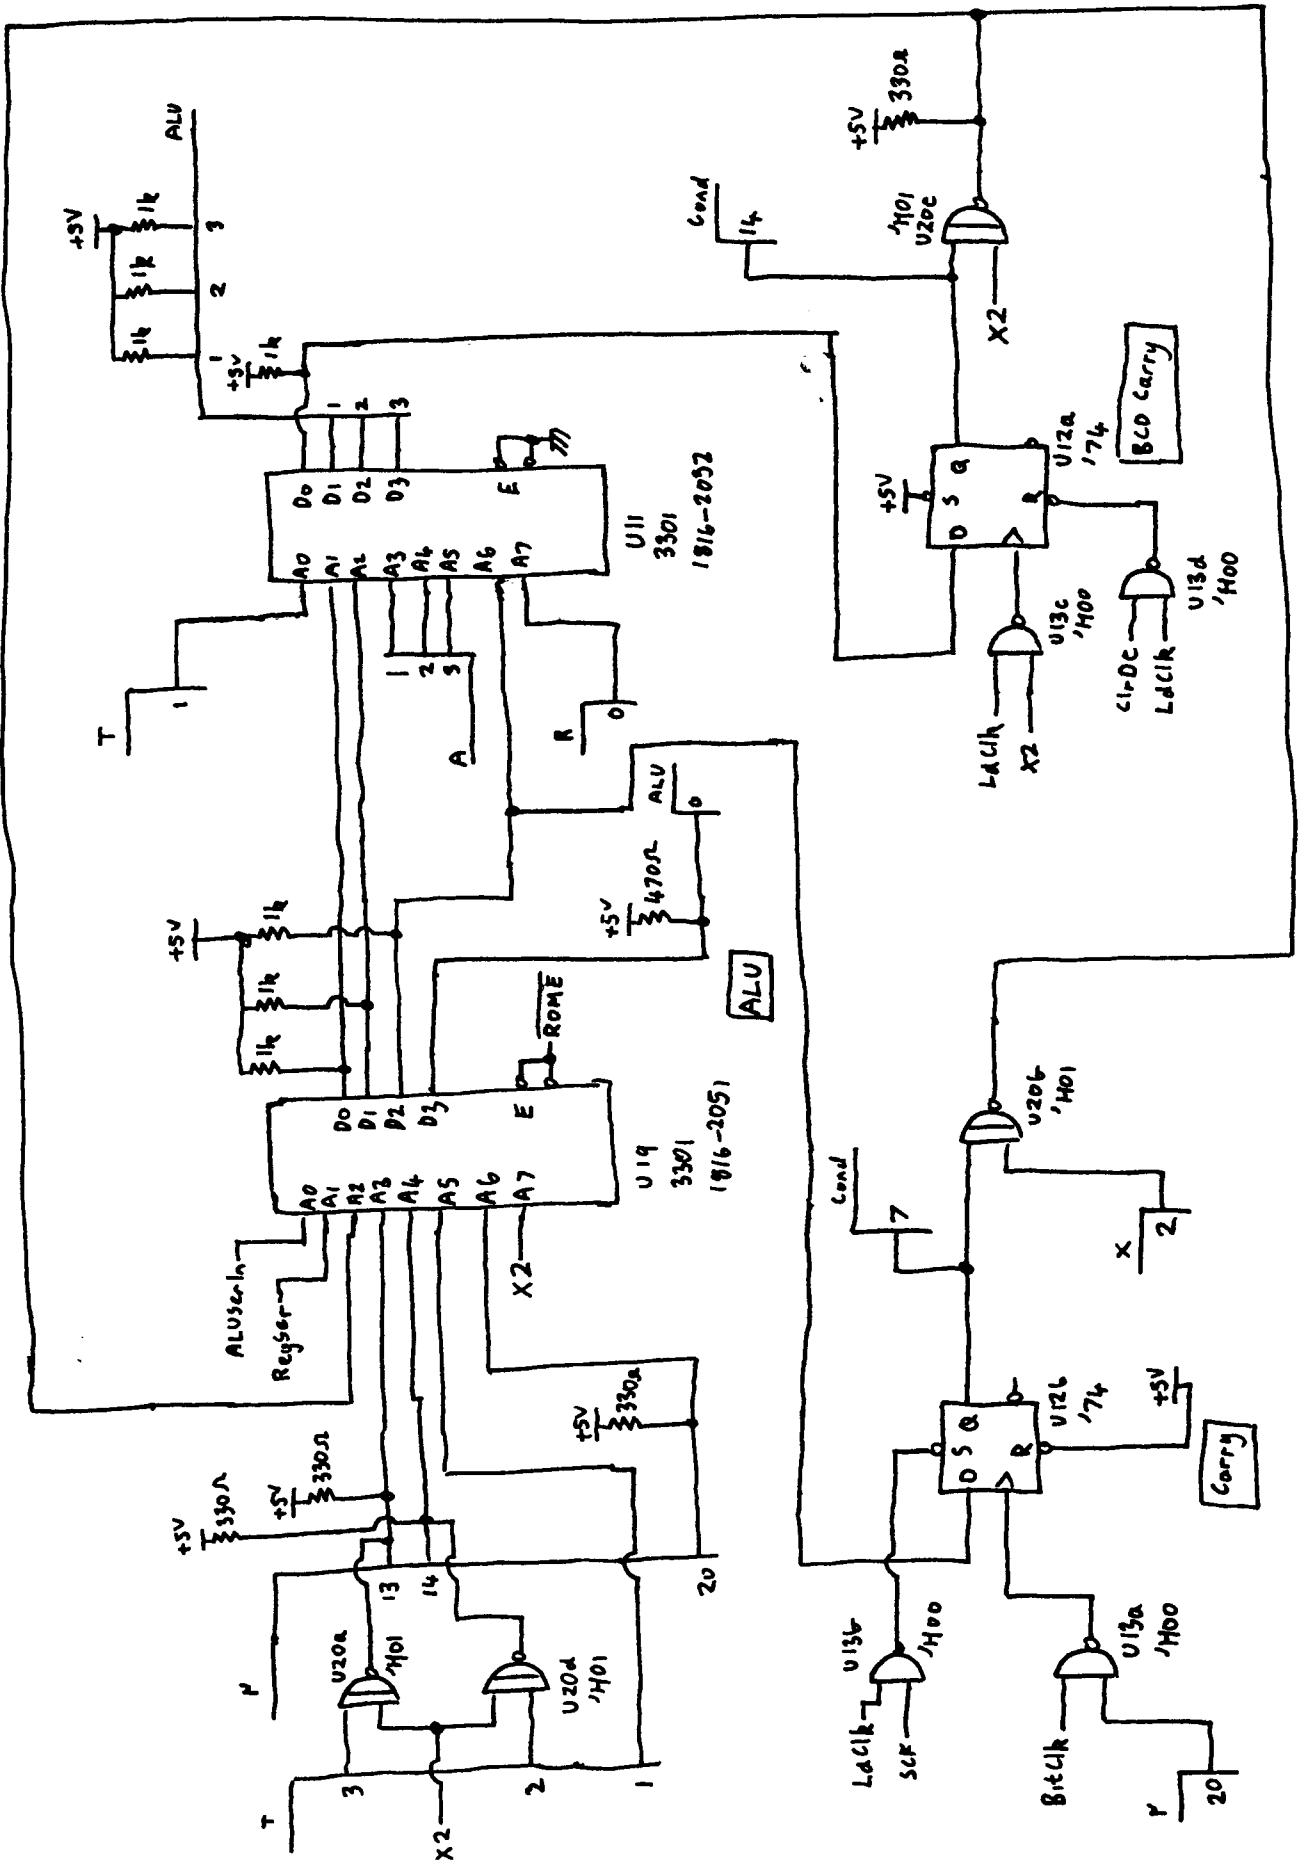 T
3
2
1
X2
U20a
'H01
U20d
'H01
13
14
20
+5V
330Ω
+5V
330Ω
+5V
330Ω
ALUSerIn
RegSer
X2
A0
A1
A2
A3
A4
A5
A6
A7
D0
D1
D2
D3
E
U19
3301
1816-2051
ROME
+5V
1k
1k
1k
+5V
470Ω
ALU
0
ALU
T
1
A
1
2
3
R
0
A0
A1
A2
A3
A4
A5
A6
A7
D0
D1
D2
D3
E
U11
3301
1816-2052
1
2
3
+5V
1k
+5V
1k
1k
1k
1
2
3
ALU
LdClk
SCF
U13b
'H00
BitClk
20
U13a
'H00
D
S
Q
R
U12b
'74
+5V
Carry
Cond
7
X
2
U20b
'H01
LdClk
X2
U13c
'H00
ClrDC
LdClk
U13d
'H00
+5V
D
S
Q
R
U12a
'74
BCD Carry
Cond
14
X2
'H01
U20c
+5V
330Ω